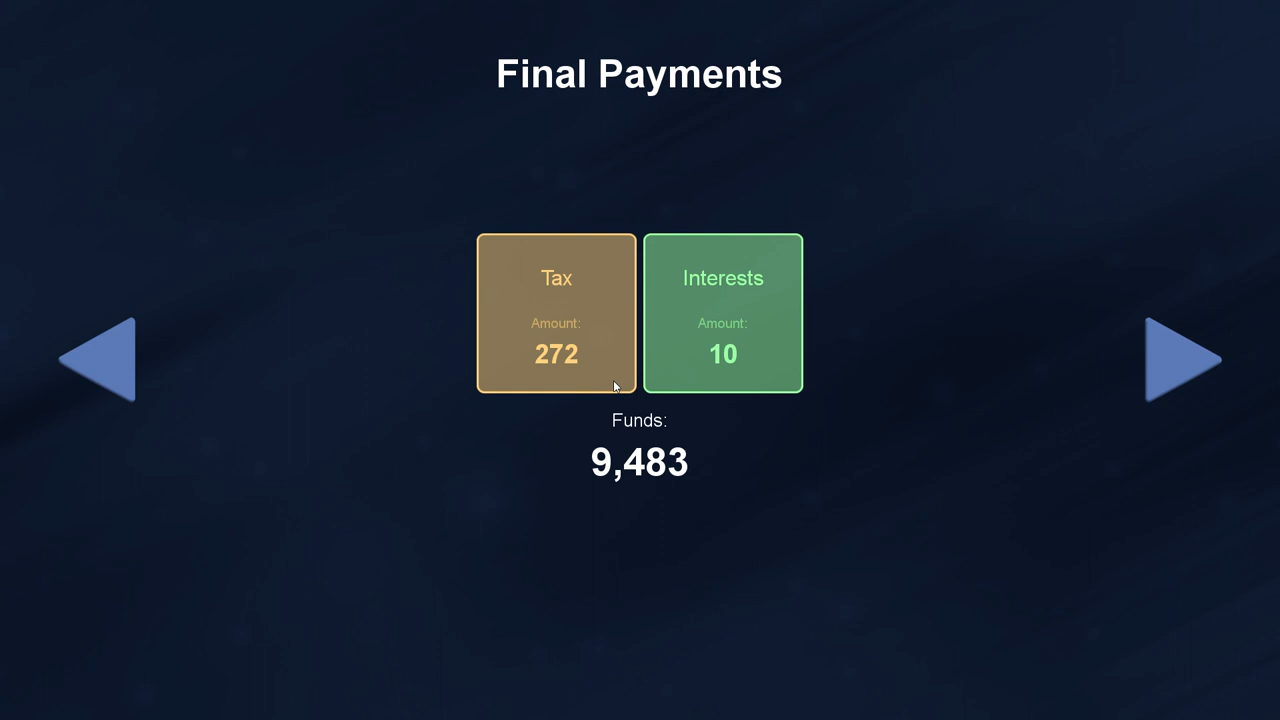 Final Payments
Tax
Amount:
272
Interests
Amount:
10
Funds:
9,483